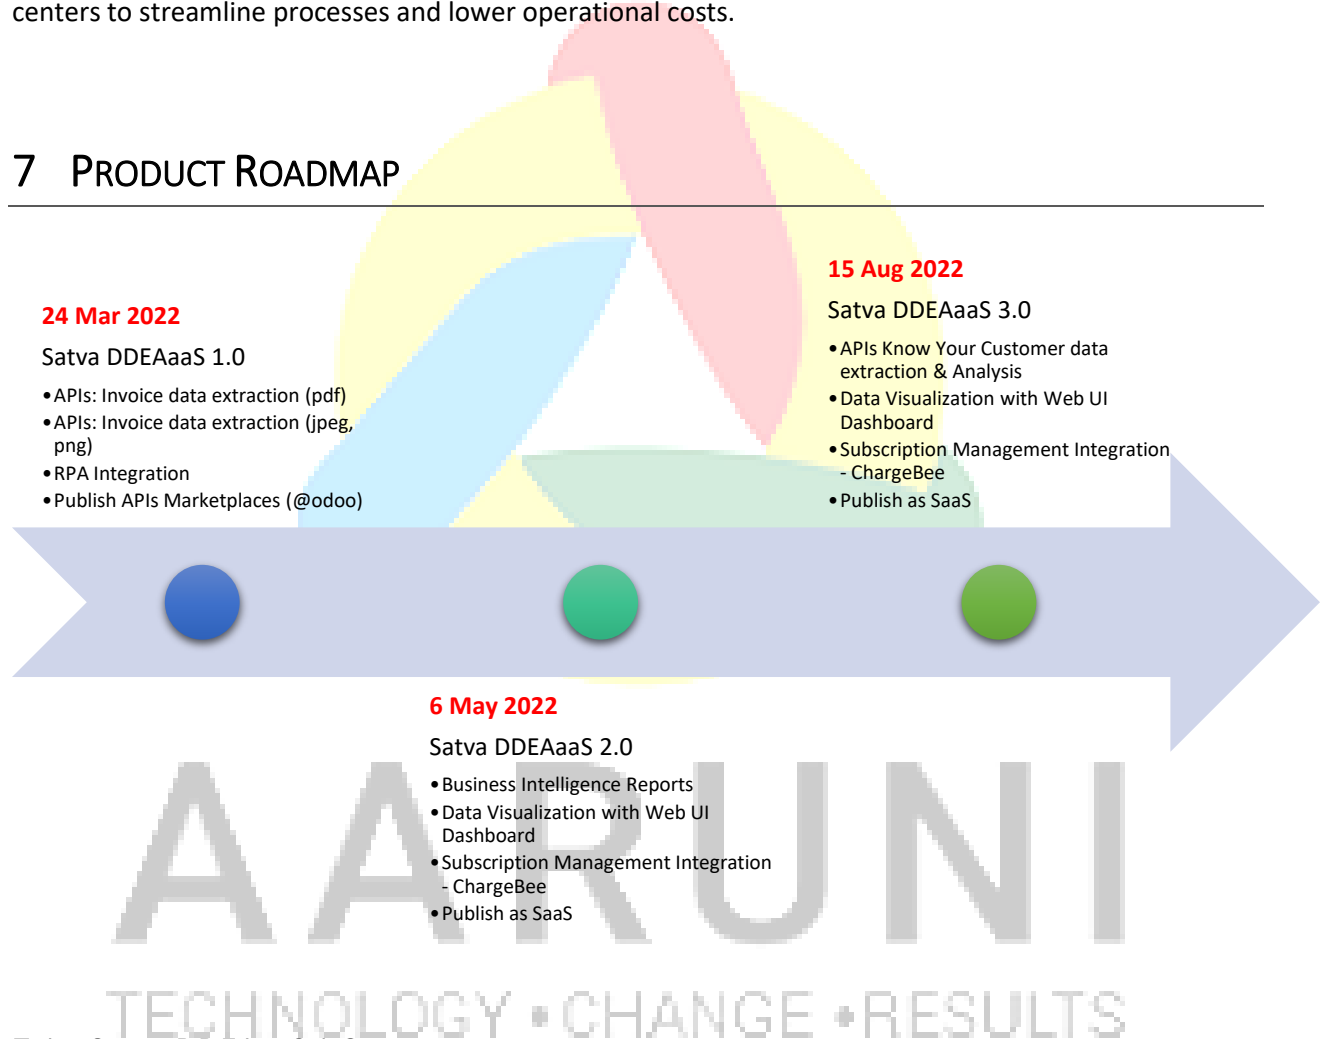 centers to streamline processes and lower operational costs.
7 PRODUCT ROADMAP
24 Mar 2022
Satva DDEAaaS 1.0
•APIs: Invoice data extraction (pdf)
•APIs: Invoice data extraction (jpeg,
png)
•RPA Integration
•Publish APIs Marketplaces (@odoo)
15 Aug 2022
Satva DDEAaaS 3.0
•APIs Know Your Customer data
extraction & Analysis
•Data Visualization with Web UI
Dashboard
•Subscription Management Integration
- ChargeBee
•Publish as SaaS
6 May 2022
Satva DDEAaaS 2.0
•Business Intelligence Reports
•Data Visualization with Web UI
Dashboard
•Subscription Management Integration
- ChargeBee
•Publish as SaaS
AARUNI
TECHNOLOGY • CHANGE • RESULTS